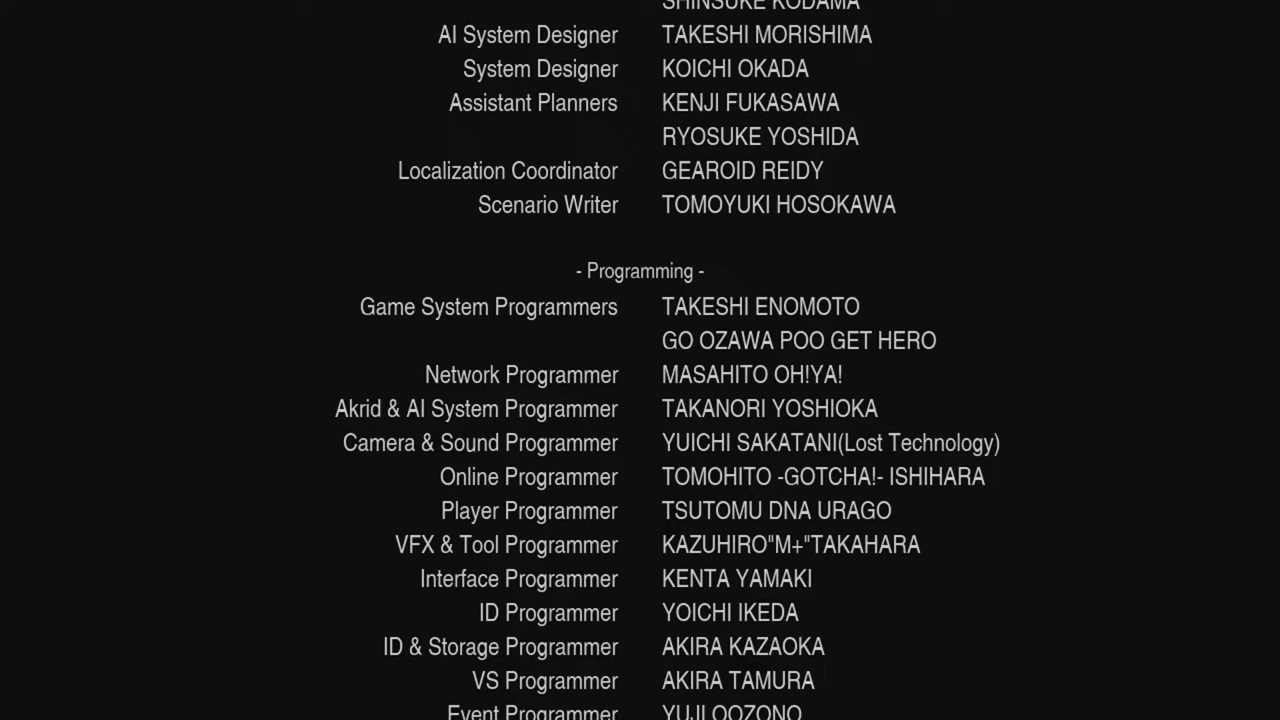 SHINSUKE KODAMA
AI System Designer TAKESHI MORISHIMA
System Designer KOICHI OKADA
Assistant Planners KENJI FUKASAWA
RYOSUKE YOSHIDA
Localization Coordinator GEAROID REIDY
Scenario Writer TOMOYUKI HOSOKAWA
- Programming -
Game System Programmers TAKESHI ENOMOTO
GO OZAWA POO GET HERO
Network Programmer MASAHITO OH!YA!
Akrid & AI System Programmer TAKANORI YOSHIOKA
Camera & Sound Programmer YUICHI SAKATANI(Lost Technology)
Online Programmer TOMOHITO -GOTCHA!- ISHIHARA
Player Programmer TSUTOMU DNA URAGO
VFX & Tool Programmer KAZUHIRO"M+"TAKAHARA
Interface Programmer KENTA YAMAKI
ID Programmer YOICHI IKEDA
ID & Storage Programmer AKIRA KAZAOKA
VS Programmer AKIRA TAMURA
Event Programmer YUJI OOZONO